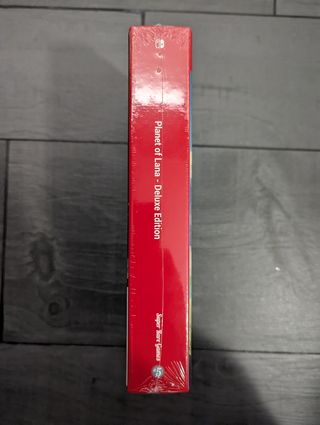 Planet of Lana - Deluxe Edition
Super Rare Games